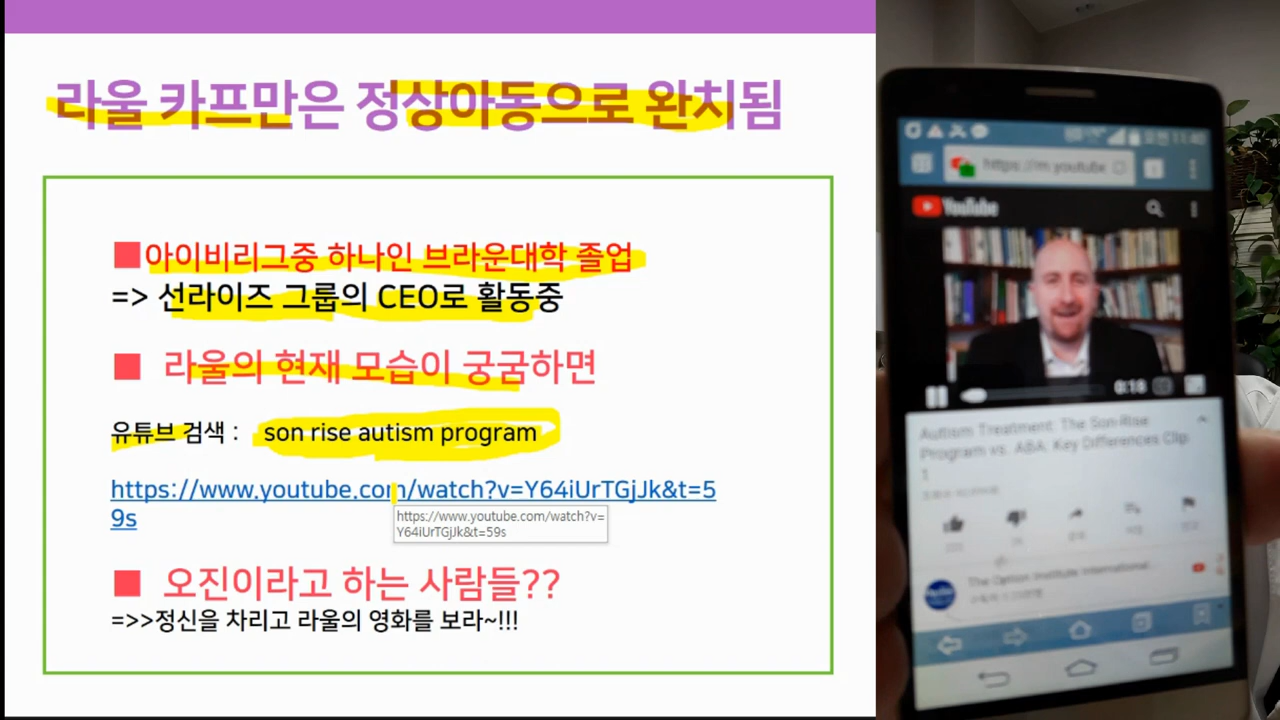 라울 카프만은 정상아동으로 완치됨
■아이비리그중 하나인 브라운대학 졸업
=> 선라이즈 그룹의 CEO로 활동중
■ 라울의 현재 모습이 궁굼하면
유튜브 검색 : son rise autism program
https://www.youtube.com/watch?v=Y64iUrTGjJk&t=5
9s
https://www.youtube.com/watch?v=
Y64iUrTGjJk&t=59s
■ 오진이라고 하는 사람들??
=>>정신을 차리고 라울의 영화를 보라~!!!
https://m.youtube
YouTube
0:18
Autism Treatment: The Son-Rise
Program vs. ABA: Key Differences Clip
1
The Option Institute International